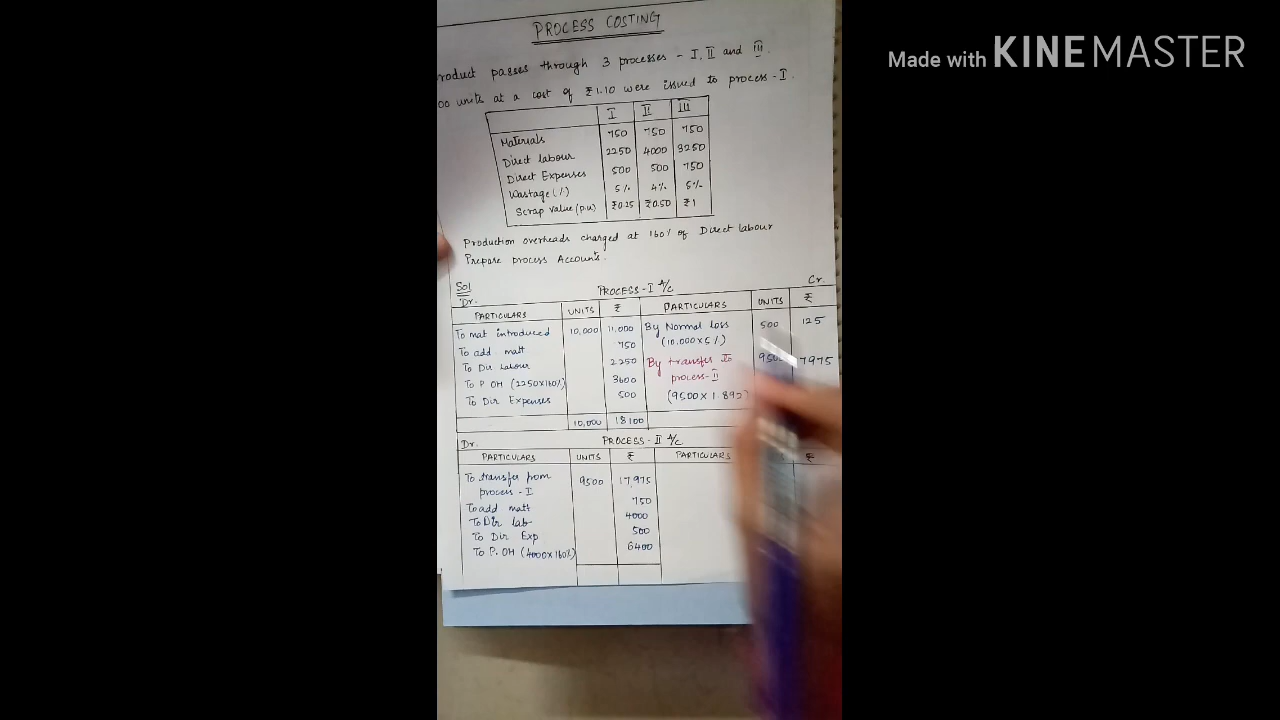 Made with KINEMASTER
PROCESS COSTING
product passes through 3 processes - I, II and III.
00 units at a cost of ₹1.10 were issued to process - I.
I II III
Materials 750 750 750
Direct labour 2250 4000 3250
Direct Expenses 500 500 750
Wastage (%) 5% 4% 5%
Scrap value (p.u) ₹0.25 ₹0.50 ₹1
Production overheads charged at 160% of Direct labour
Prepare process Accounts.
Sol
Dr. PROCESS - I A/c Cr.
PARTICULARS UNITS ₹ PARTICULARS UNITS ₹
To mat introduced 10,000 11,000 By Normal loss 500 125
To add matt 750 (10,000 x 5%)
To Dir Labour 2250 By transfer to 950 7975
To P. OH (2250 x 160%) 3600 process - II
To Dir Expenses 500 (9500 x 1.892)
10,000 18100
Dr. PROCESS - II A/c
PARTICULARS UNITS ₹ PARTICULARS ₹
To transfer from 9500 17,975
process - I
To add matt 750
To Dir lab 4000
To Dir Exp 500
To P. OH (4000 x 160%) 6400